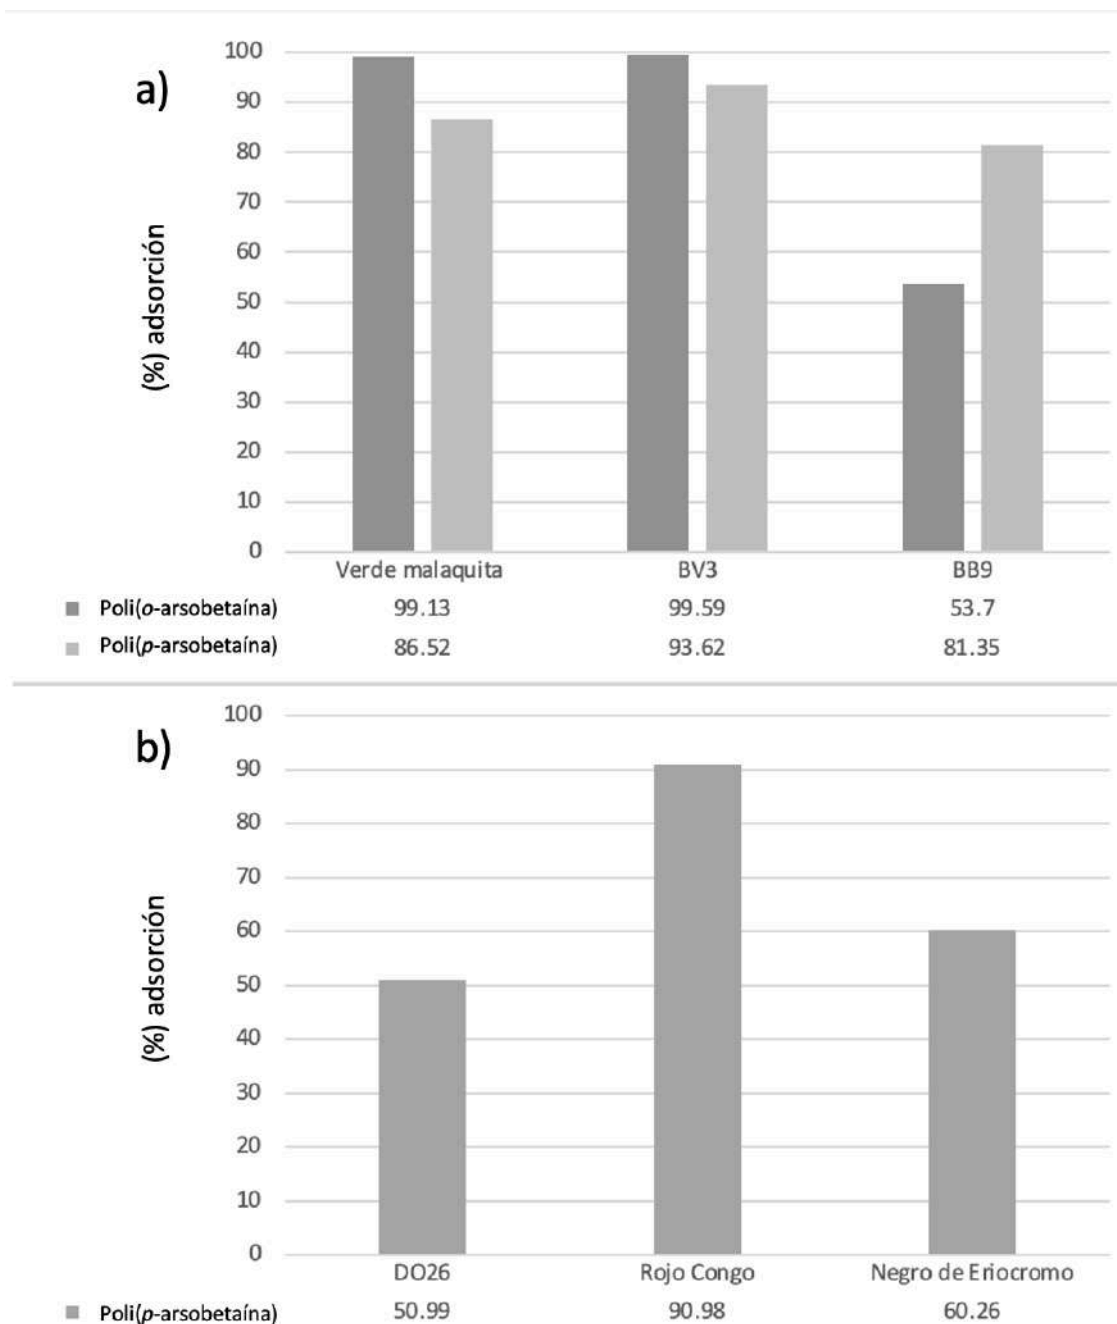 a)
(%) adsorción
100
90
80
70
60
50
40
30
20
10
0
Verde malaquita BV3 BB9
Poli(o-arsobetaína) 99.13 99.59 53.7
Poli(p-arsobetaína) 86.52 93.62 81.35
b)
(%) adsorción
100
90
80
70
60
50
40
30
20
10
0
DO26 Rojo Congo Negro de Eriocromo
Poli(p-arsobetaína) 50.99 90.98 60.26